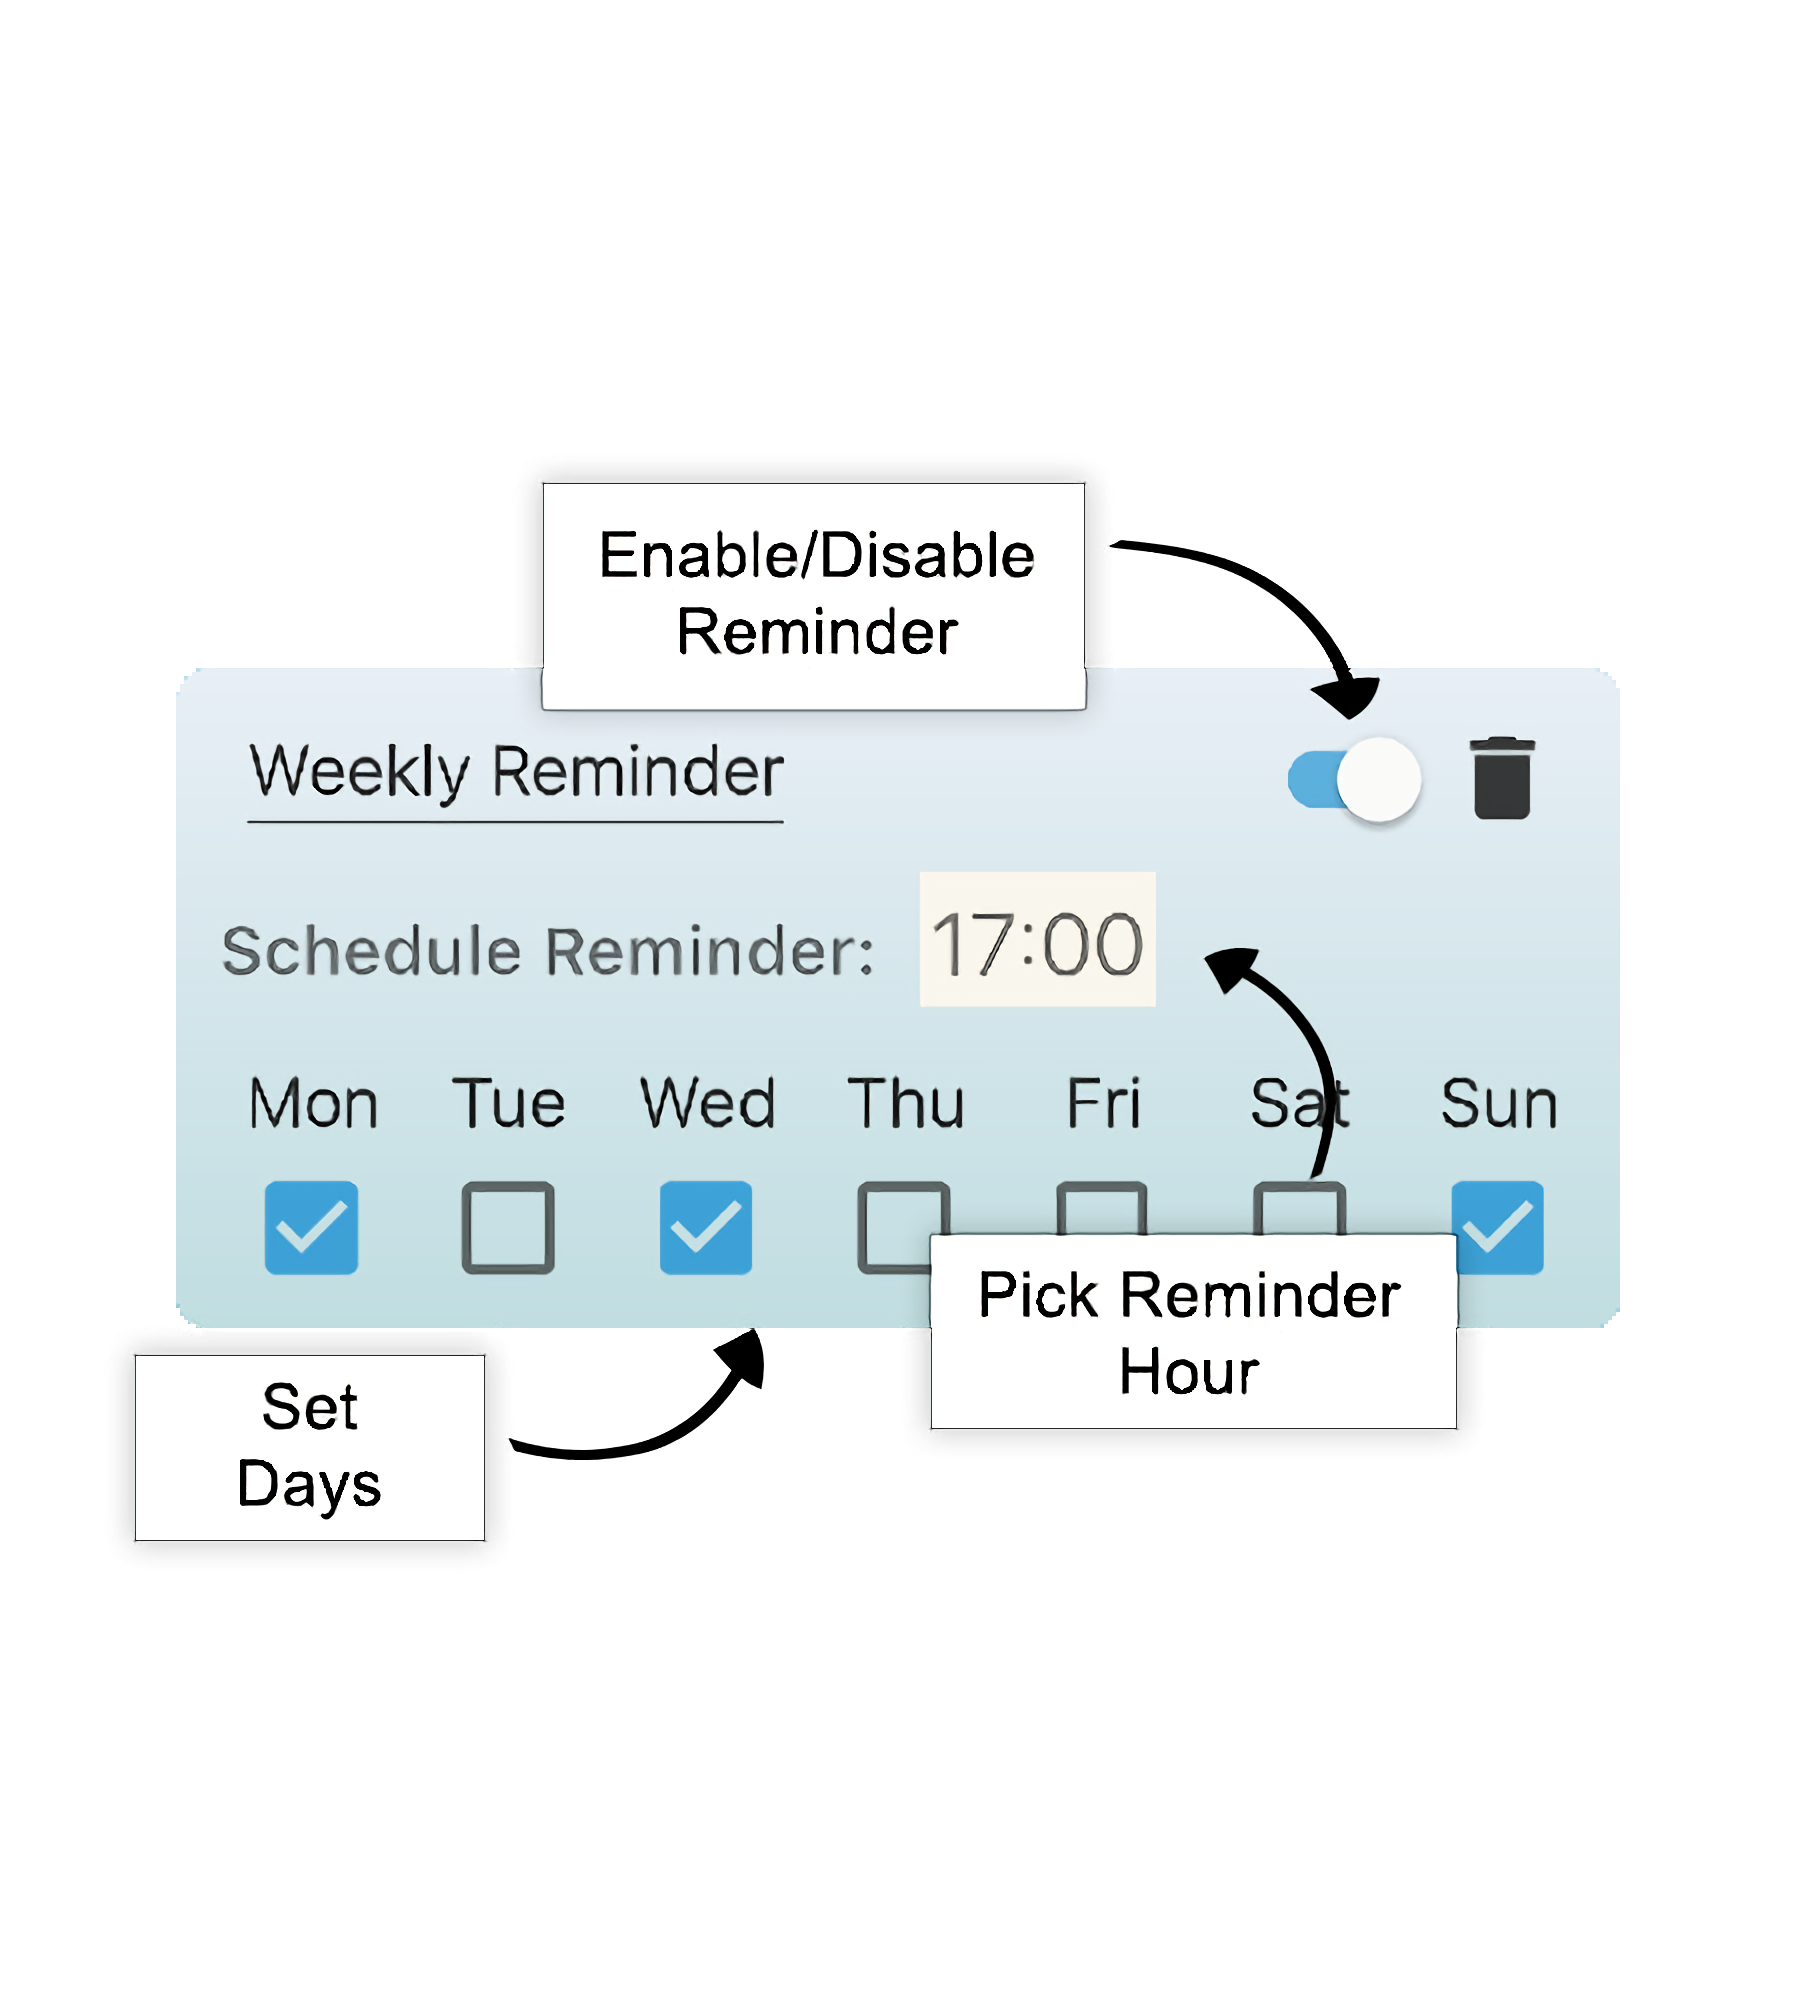 Enable/Disable
Reminder
Weekly Reminder
Schedule Reminder: 17:00
Mon Tue Wed Thu Fri Sat Sun
Pick Reminder
Hour
Set
Days